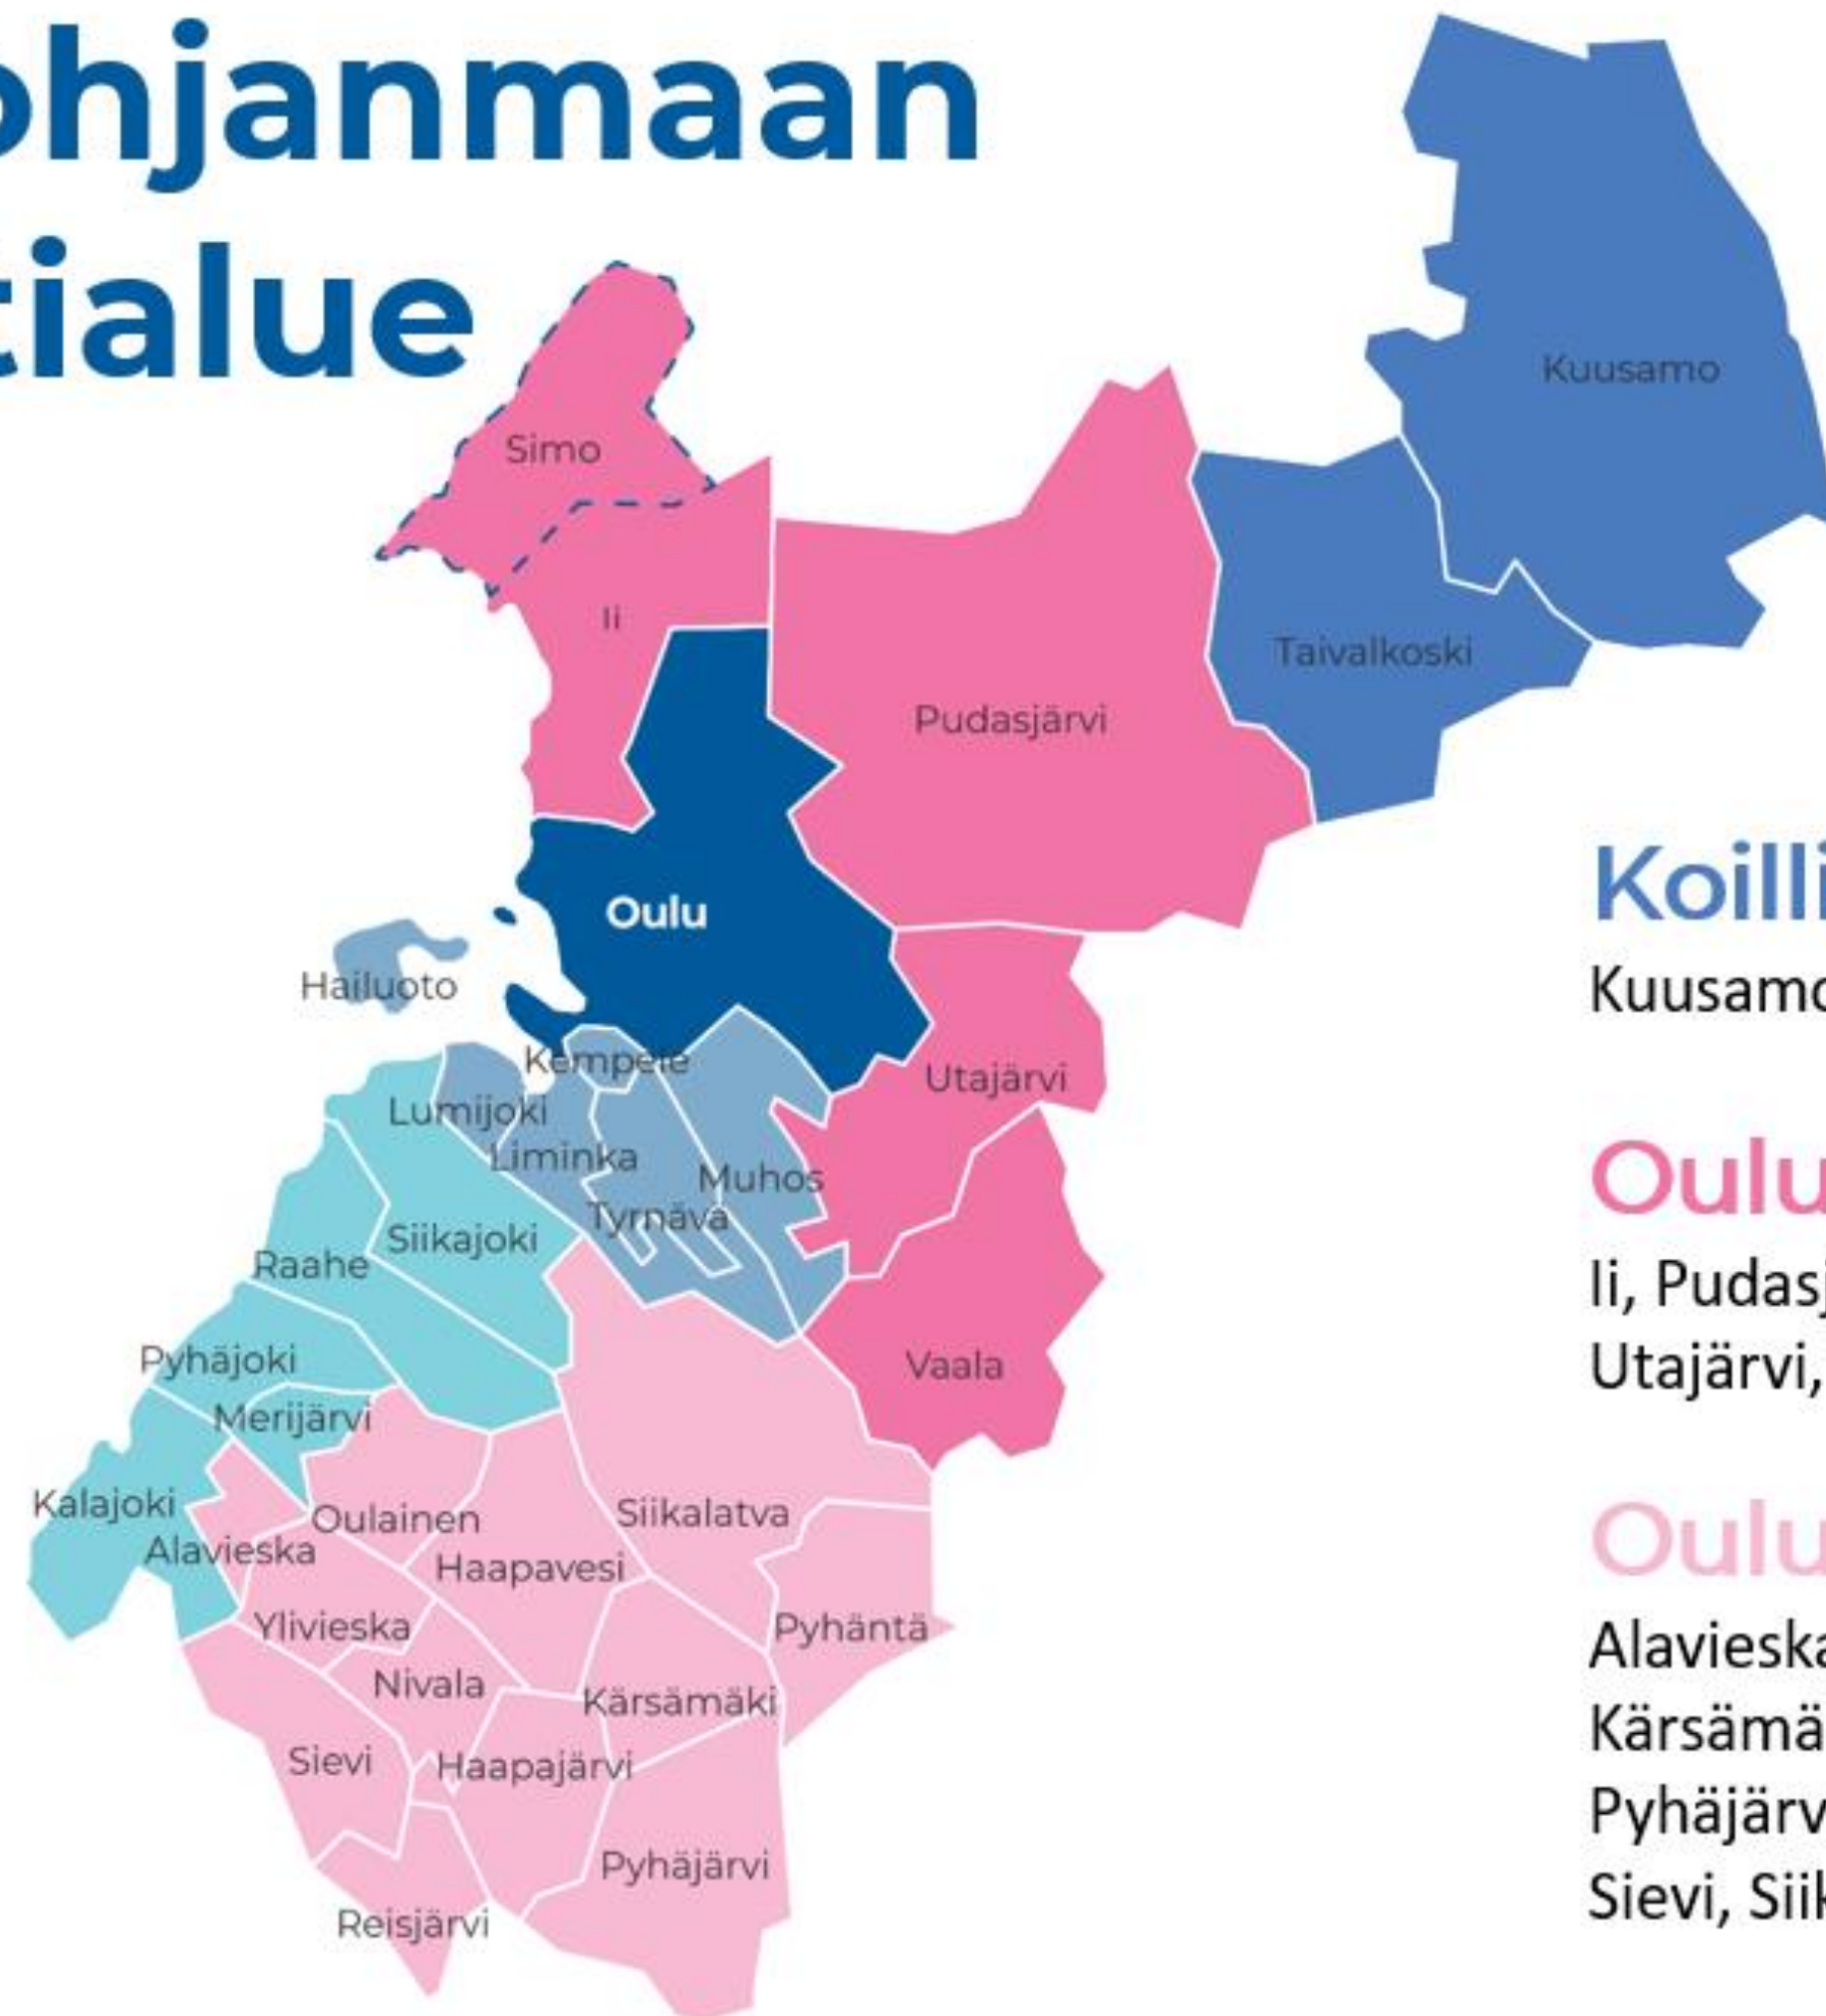 ohjanmaan
tialue
Kuusamo
Simo
Ii
Taivalkoski
Pudasjärvi
Oulu
Hailuoto
Kempele
Utajärvi
Lumijoki
Liminka
Muhos
Tyrnävä
Siikajoki
Raahe
Pyhäjoki
Vaala
Merijärvi
Kalajoki
Oulainen
Siikalatva
Alavieska
Haapavesi
Ylivieska
Pyhäntä
Nivala
Kärsämäki
Sievi
Haapajärvi
Pyhäjärvi
Reisjärvi
Koilli
Kuusamo
Oulu
Ii, Pudasj
Utajärvi,
Oulu
Alavieska
Kärsämä
Pyhäjärv
Sievi, Siik